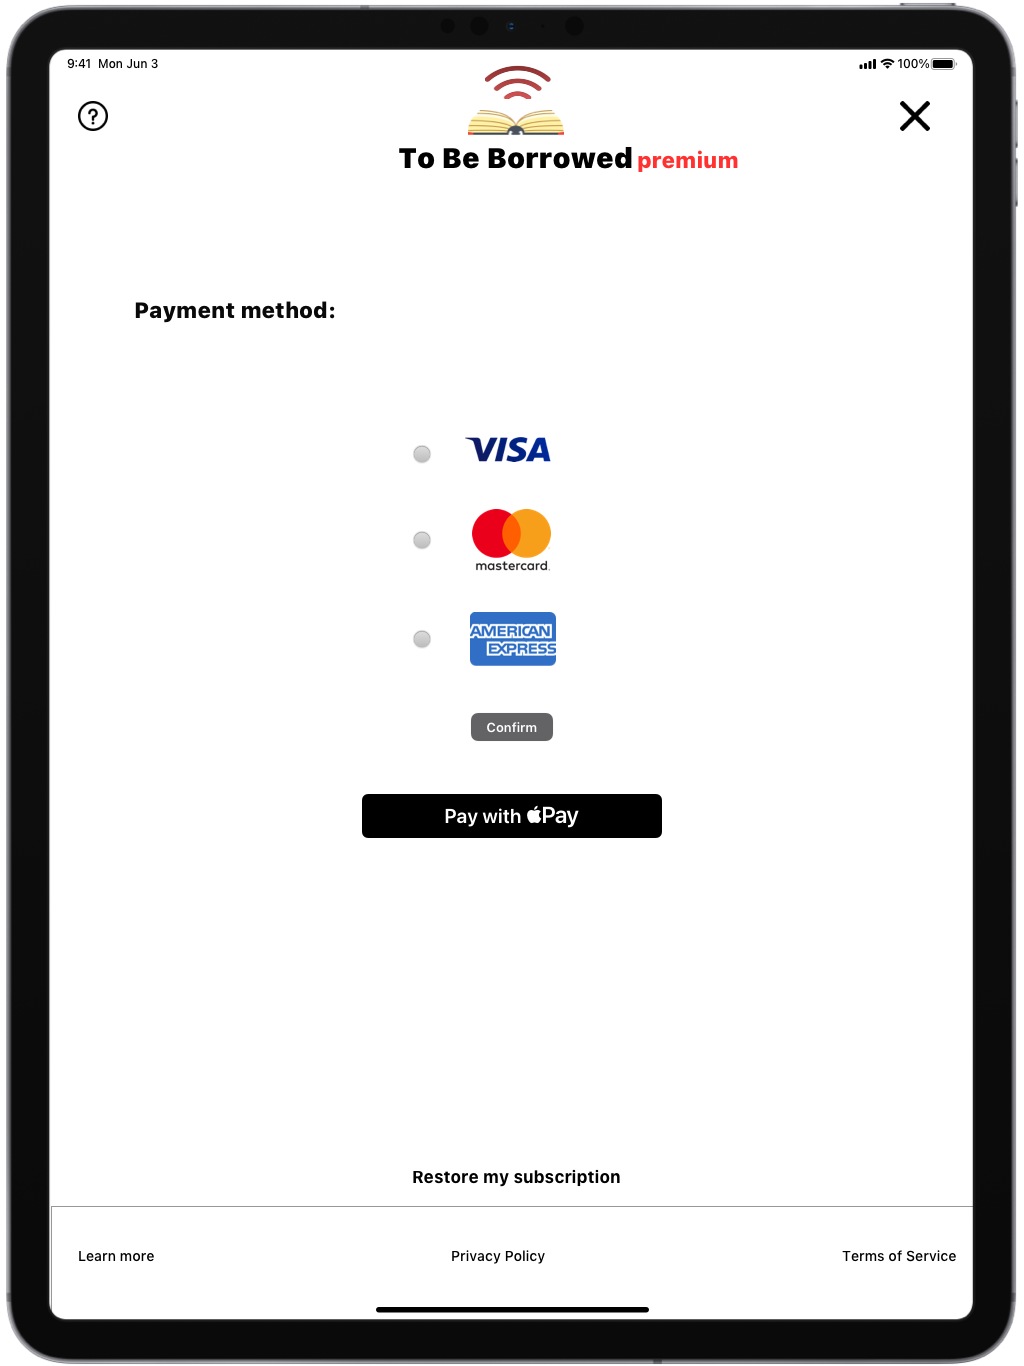 9:41 Mon Jun 3 100%
To Be Borrowed premium
Payment method:
VISA
mastercard.
AMERICAN
EXPRESS
Confirm
Pay with Pay
Restore my subscription
Learn more Privacy Policy Terms of Service